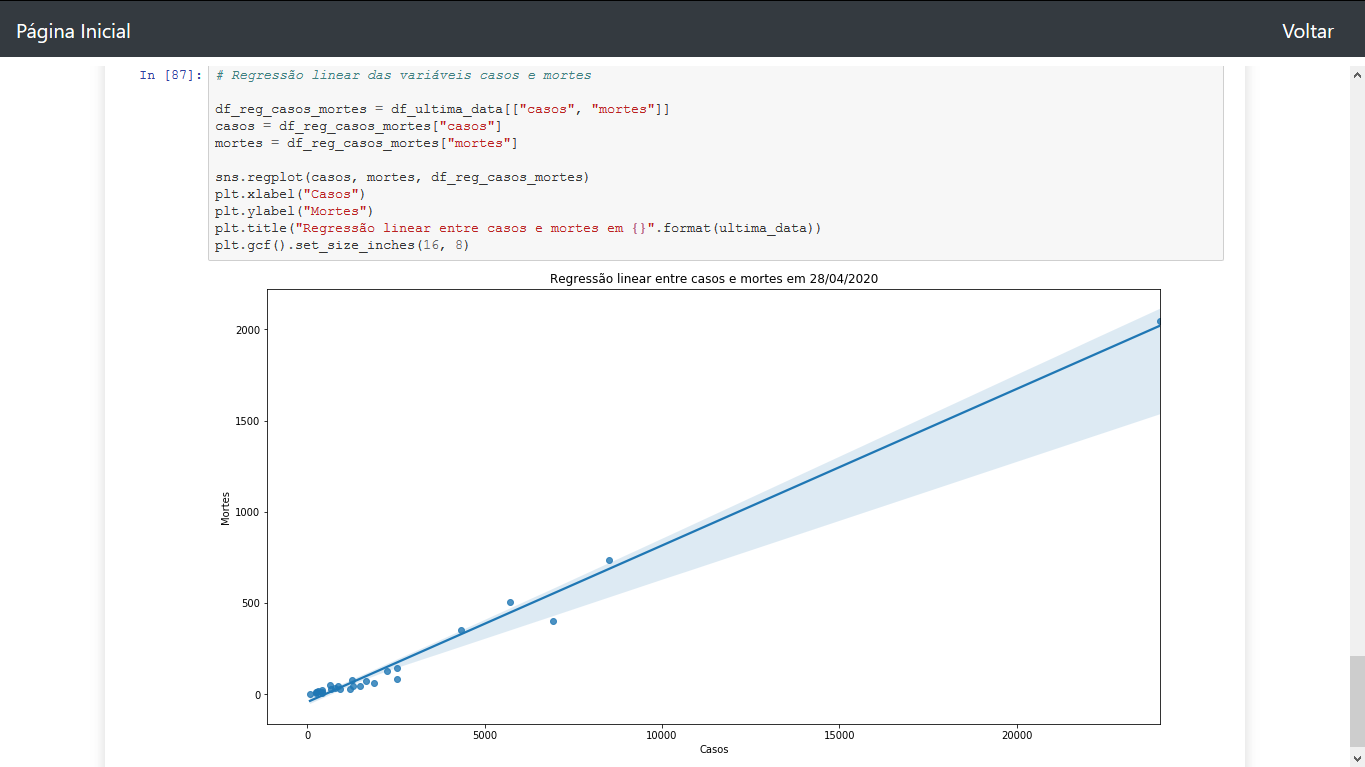 Página Inicial
Voltar
In [87]:
# Regressão linear das variáveis casos e mortes
df_reg_casos_mortes = df_ultima_data[["casos", "mortes"]]
casos = df_reg_casos_mortes["casos"]
mortes = df_reg_casos_mortes["mortes"]
sns.regplot(casos, mortes, df_reg_casos_mortes)
plt.xlabel("Casos")
plt.ylabel("Mortes")
plt.title("Regressão linear entre casos e mortes em {}".format(ultima_data))
plt.gcf().set_size_inches(16, 8)
Regressão linear entre casos e mortes em 28/04/2020
2000
1500
1000
500
0
Mortes
0 5000 10000 15000 20000
Casos